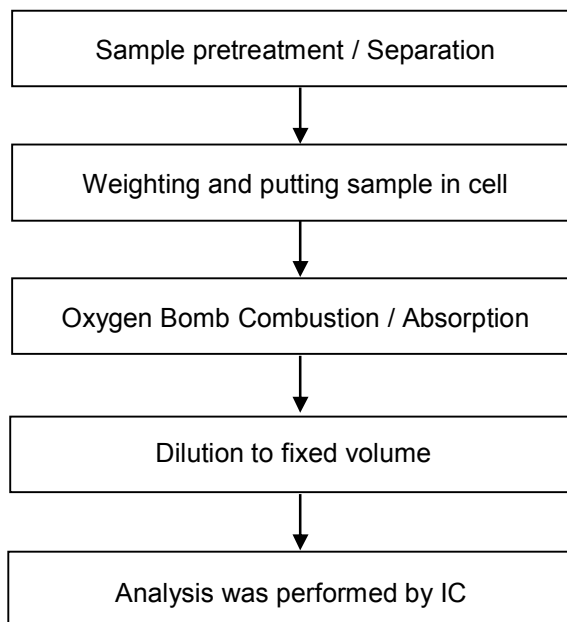 Sample pretreatment / Separation
Weighting and putting sample in cell
Oxygen Bomb Combustion / Absorption
Dilution to fixed volume
Analysis was performed by IC